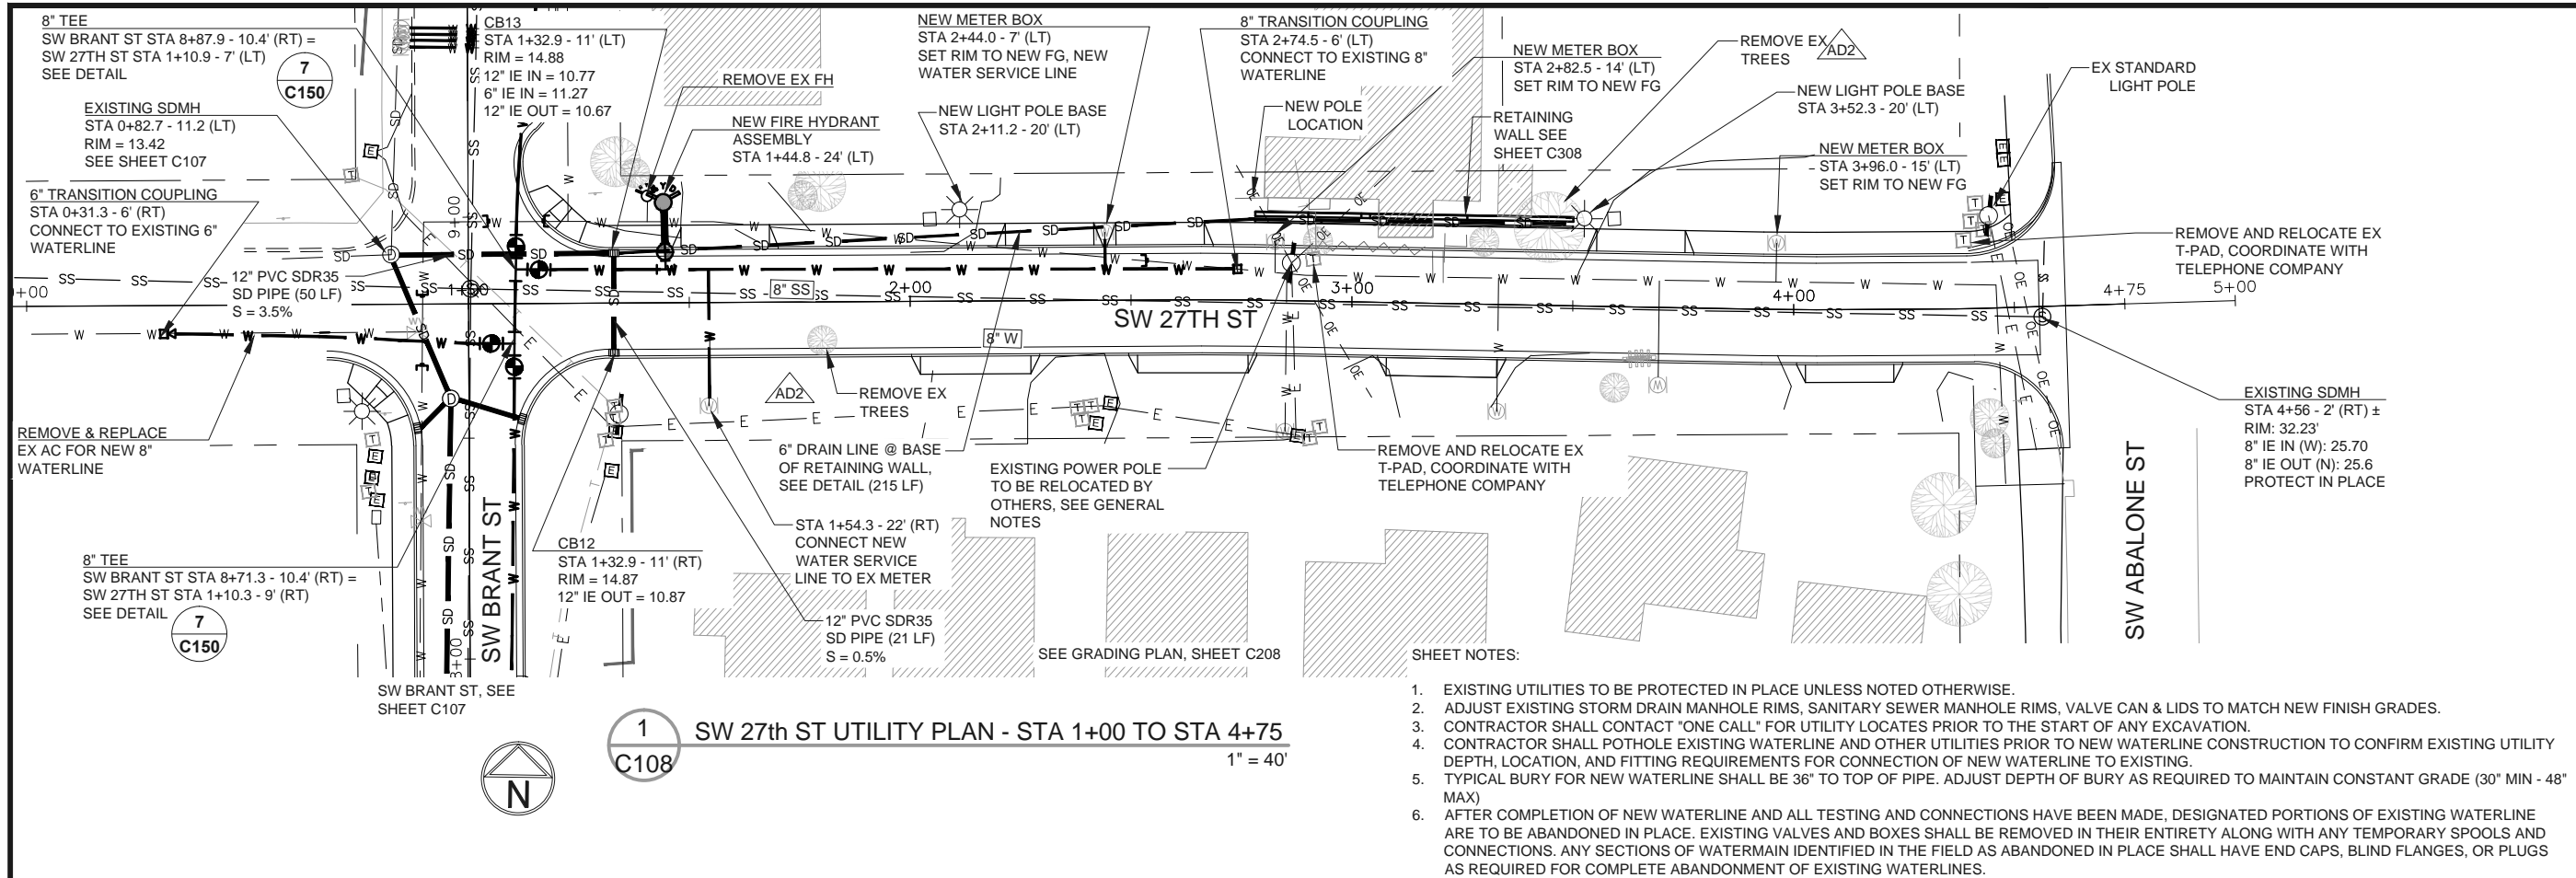 8" TEE
SW BRANT ST STA 8+87.9 - 10.4' (RT) =
SW 27TH ST STA 1+10.9 - 7' (LT)
SEE DETAIL
7
C150
EXISTING SDMH
STA 0+82.7 - 11.2 (LT)
RIM = 13.42
SEE SHEET C107
6" TRANSITION COUPLING
STA 0+31.3 - 6' (RT)
CONNECT TO EXISTING 6"
WATERLINE
12" PVC SDR35
SD PIPE (50 LF)
S = 3.5%
CB13
STA 1+32.9 - 11' (LT)
RIM = 14.88
12" IE IN = 10.77
6" IE IN = 11.27
12" IE OUT = 10.67
REMOVE EX FH
NEW FIRE HYDRANT
ASSEMBLY
STA 1+44.8 - 24' (LT)
NEW METER BOX
STA 2+44.0 - 7' (LT)
SET RIM TO NEW FG, NEW
WATER SERVICE LINE
NEW LIGHT POLE BASE
STA 2+11.2 - 20' (LT)
8" TRANSITION COUPLING
STA 2+74.5 - 6' (LT)
CONNECT TO EXISTING 8"
WATERLINE
NEW POLE
LOCATION
NEW METER BOX
STA 2+82.5 - 14' (LT)
SET RIM TO NEW FG
RETAINING
WALL SEE
SHEET C308
REMOVE EX
TREES
AD2
NEW LIGHT POLE BASE
STA 3+52.3 - 20' (LT)
NEW METER BOX
STA 3+96.0 - 15' (LT)
SET RIM TO NEW FG
EX STANDARD
LIGHT POLE
REMOVE AND RELOCATE EX
T-PAD, COORDINATE WITH
TELEPHONE COMPANY
9+00
0+00
1+00
8" SS
2+00
3+00
4+00
4+75
5+00
SW 27TH ST
8" W
REMOVE & REPLACE
EX AC FOR NEW 8"
WATERLINE
8" TEE
SW BRANT ST STA 8+71.3 - 10.4' (RT) =
SW 27TH ST STA 1+10.3 - 9' (RT)
SEE DETAIL
7
C150
SW BRANT ST
8+00
SW BRANT ST, SEE
SHEET C107
CB12
STA 1+32.9 - 11' (RT)
RIM = 14.87
12" IE OUT = 10.87
AD2
REMOVE EX
TREES
6" DRAIN LINE @ BASE
OF RETAINING WALL,
SEE DETAIL (215 LF)
STA 1+54.3 - 22' (RT)
CONNECT NEW
WATER SERVICE
LINE TO EX METER
12" PVC SDR35
SD PIPE (21 LF)
S = 0.5%
EXISTING POWER POLE
TO BE RELOCATED BY
OTHERS, SEE GENERAL
NOTES
REMOVE AND RELOCATE EX
T-PAD, COORDINATE WITH
TELEPHONE COMPANY
SEE GRADING PLAN, SHEET C208
EXISTING SDMH
STA 4+56 - 2' (RT) ±
RIM: 32.23'
8" IE IN (W): 25.70
8" IE OUT (N): 25.6
PROTECT IN PLACE
SW ABALONE ST
1
C108
SW 27th ST UTILITY PLAN - STA 1+00 TO STA 4+75
1" = 40'
N
SHEET NOTES:
1. EXISTING UTILITIES TO BE PROTECTED IN PLACE UNLESS NOTED OTHERWISE.
2. ADJUST EXISTING STORM DRAIN MANHOLE RIMS, SANITARY SEWER MANHOLE RIMS, VALVE CAN & LIDS TO MATCH NEW FINISH GRADES.
3. CONTRACTOR SHALL CONTACT "ONE CALL" FOR UTILITY LOCATES PRIOR TO THE START OF ANY EXCAVATION.
4. CONTRACTOR SHALL POTHOLE EXISTING WATERLINE AND OTHER UTILITIES PRIOR TO NEW WATERLINE CONSTRUCTION TO CONFIRM EXISTING UTILITY
DEPTH, LOCATION, AND FITTING REQUIREMENTS FOR CONNECTION OF NEW WATERLINE TO EXISTING.
5. TYPICAL BURY FOR NEW WATERLINE SHALL BE 36" TO TOP OF PIPE. ADJUST DEPTH OF BURY AS REQUIRED TO MAINTAIN CONSTANT GRADE (30" MIN - 48"
MAX)
6. AFTER COMPLETION OF NEW WATERLINE AND ALL TESTING AND CONNECTIONS HAVE BEEN MADE, DESIGNATED PORTIONS OF EXISTING WATERLINE
ARE TO BE ABANDONED IN PLACE. EXISTING VALVES AND BOXES SHALL BE REMOVED IN THEIR ENTIRETY ALONG WITH ANY TEMPORARY SPOOLS AND
CONNECTIONS. ANY SECTIONS OF WATERMAIN IDENTIFIED IN THE FIELD AS ABANDONED IN PLACE SHALL HAVE END CAPS, BLIND FLANGES, OR PLUGS
AS REQUIRED FOR COMPLETE ABANDONMENT OF EXISTING WATERLINES.